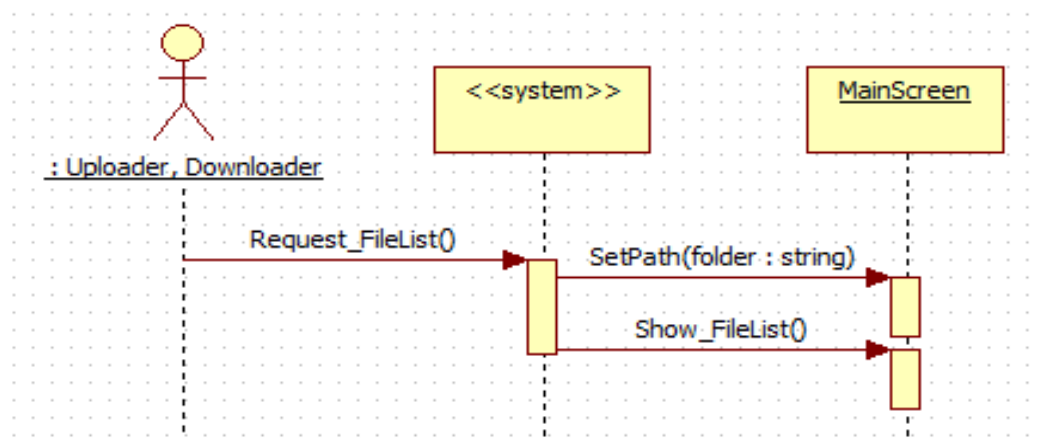 <<system>>
MainScreen
: Uploader, Downloader
Request_FileList()
SetPath(folder : string)
Show_FileList()